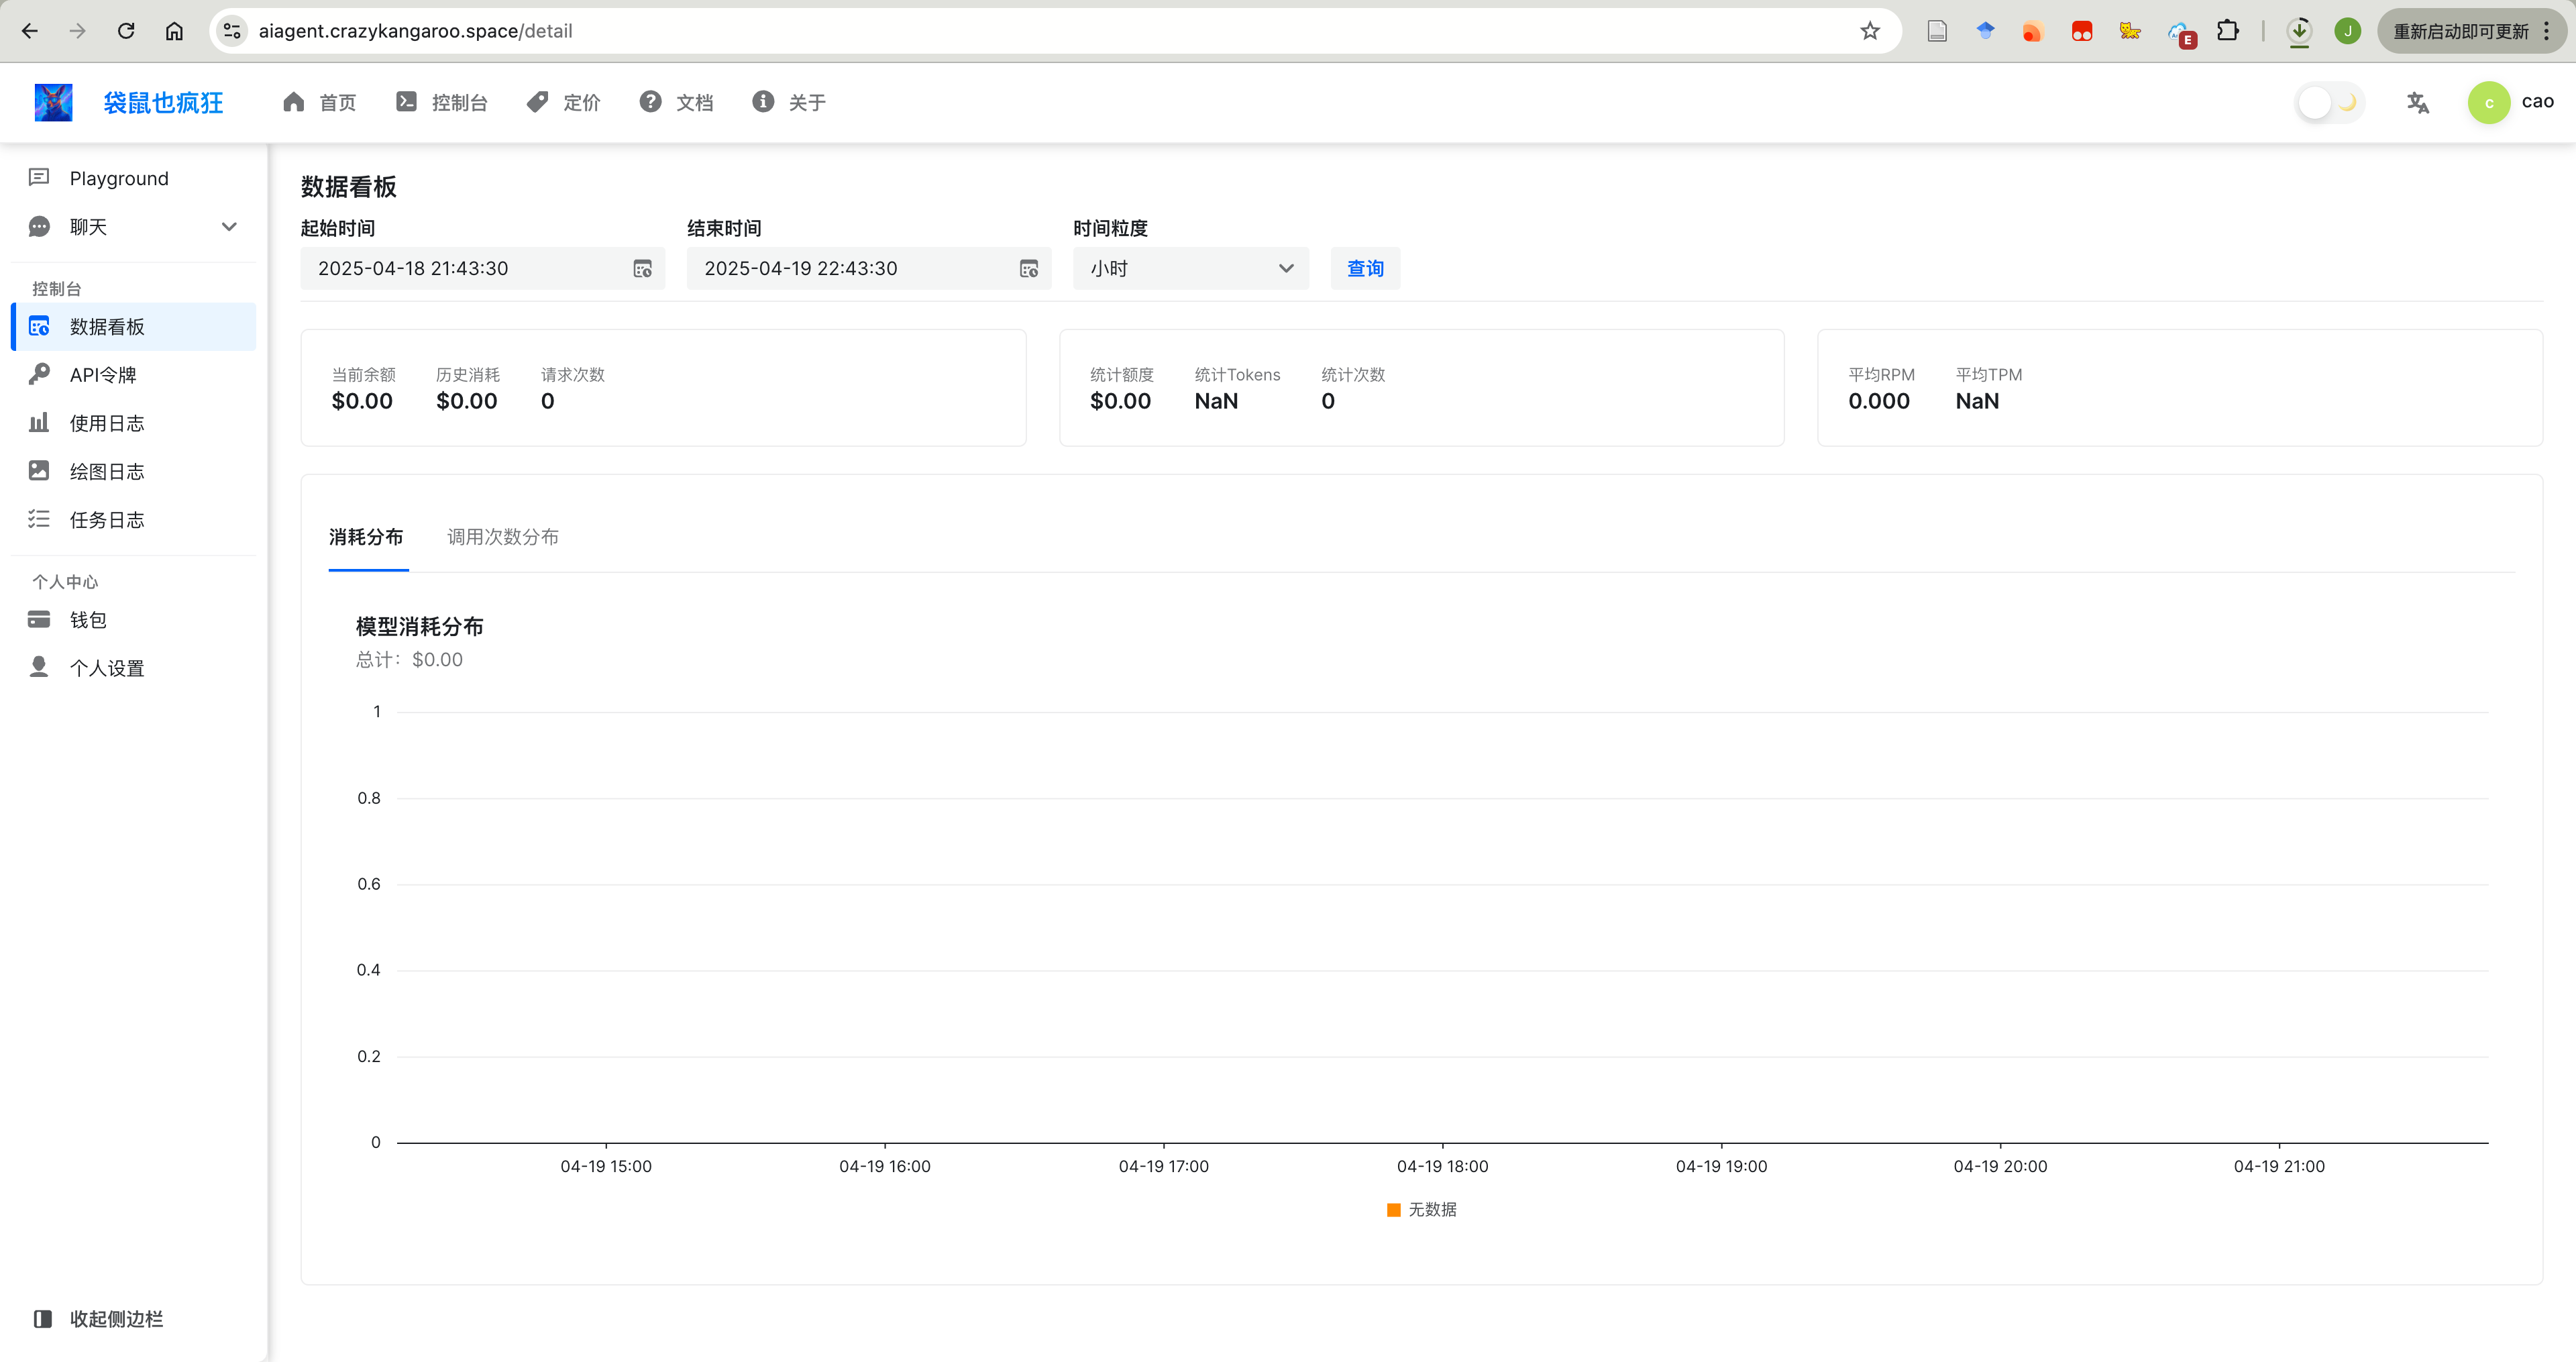 aiagent.crazykangaroo.space/detail
E
J
重新启动即可更新
袋鼠也疯狂
首页
控制台
定价
文档
关于
c
cao
Playground
聊天
控制台
数据看板
API令牌
使用日志
绘图日志
任务日志
个人中心
钱包
个人设置
收起侧边栏
数据看板
起始时间
结束时间
时间粒度
2025-04-18 21:43:30
2025-04-19 22:43:30
小时
查询
当前余额
历史消耗
请求次数
$0.00
$0.00
0
统计额度
统计Tokens
统计次数
$0.00
NaN
0
平均RPM
平均TPM
0.000
NaN
消耗分布
调用次数分布
模型消耗分布
总计：$0.00
1
0.8
0.6
0.4
0.2
0
04-19 15:00
04-19 16:00
04-19 17:00
04-19 18:00
04-19 19:00
04-19 20:00
04-19 21:00
无数据